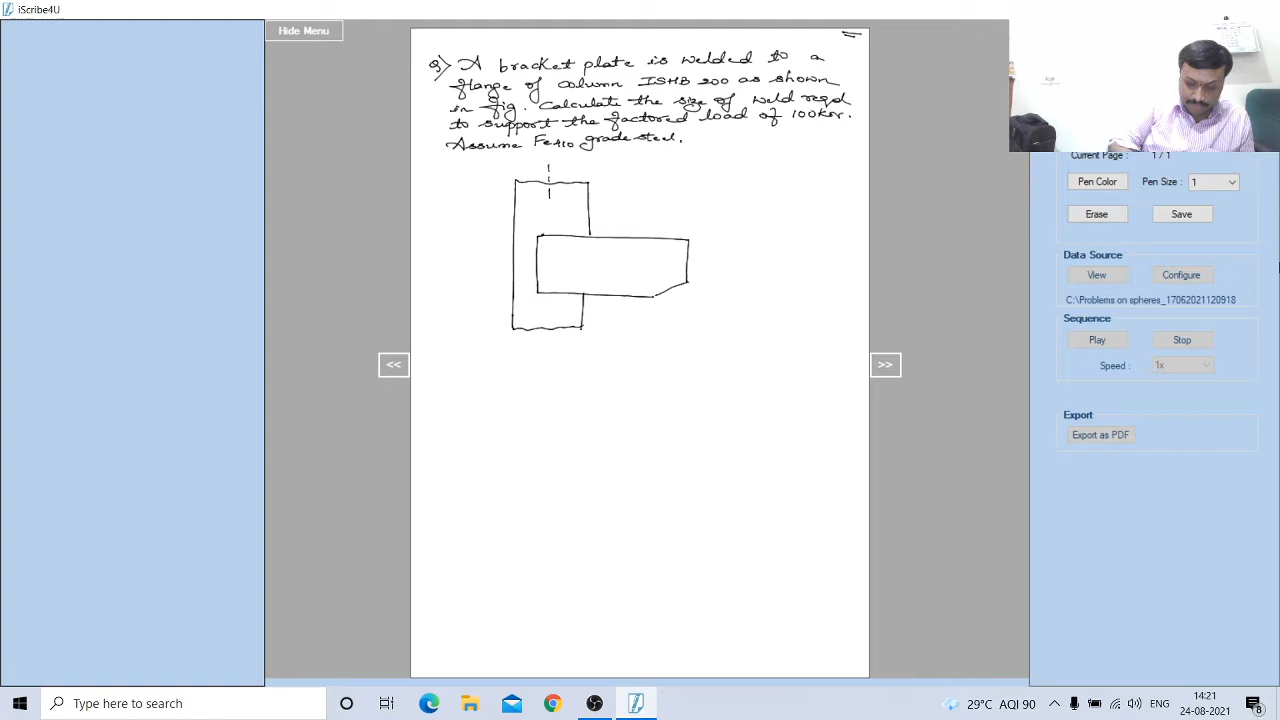 iScribe4U
Hide Menu
Q) A bracket plate is welded to a
flange of column ISHB 200 as shown
in fig. Calculate the size of weld reqd
to support the factored load of 100kN.
Assume Fe410 grade steel.
Current Page : 1 / 1
Pen Color Pen Size : 1
Erase Save
Data Source
View Configure
C:\Problems on spheres_17062021120918
Sequence
Play Stop
Speed : 1x
<< >>
Export
Export as PDF
Type here to search
29°C AQI 90
ENG
14:21
24-08-2021
8